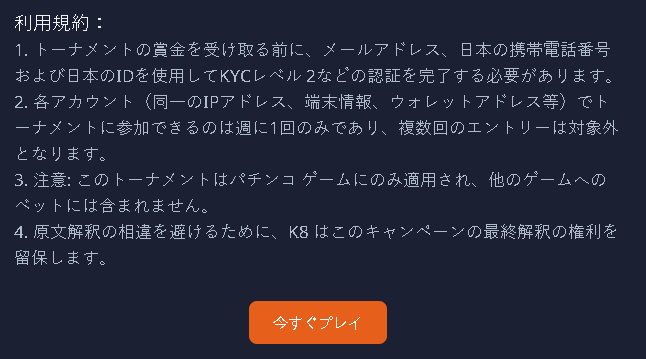 利用規約：
1. トーナメントの賞金を受け取る前に、メールアドレス、日本の携帯電話番号
および日本のIDを使用してKYCレベル 2などの認証を完了する必要があります。
2. 各アカウント（同一のIPアドレス、端末情報、ウォレットアドレス等）でト
ーナメントに参加できるのは週に1回のみであり、複数回のエントリーは対象外
となります。
3. 注意: このトーナメントはパチンコ ゲームにのみ適用され、他のゲームへの
ベットには含まれません。
4. 原文解釈の相違を避けるために、K8 はこのキャンペーンの最終解釈の権利を
留保します。
今すぐプレイ